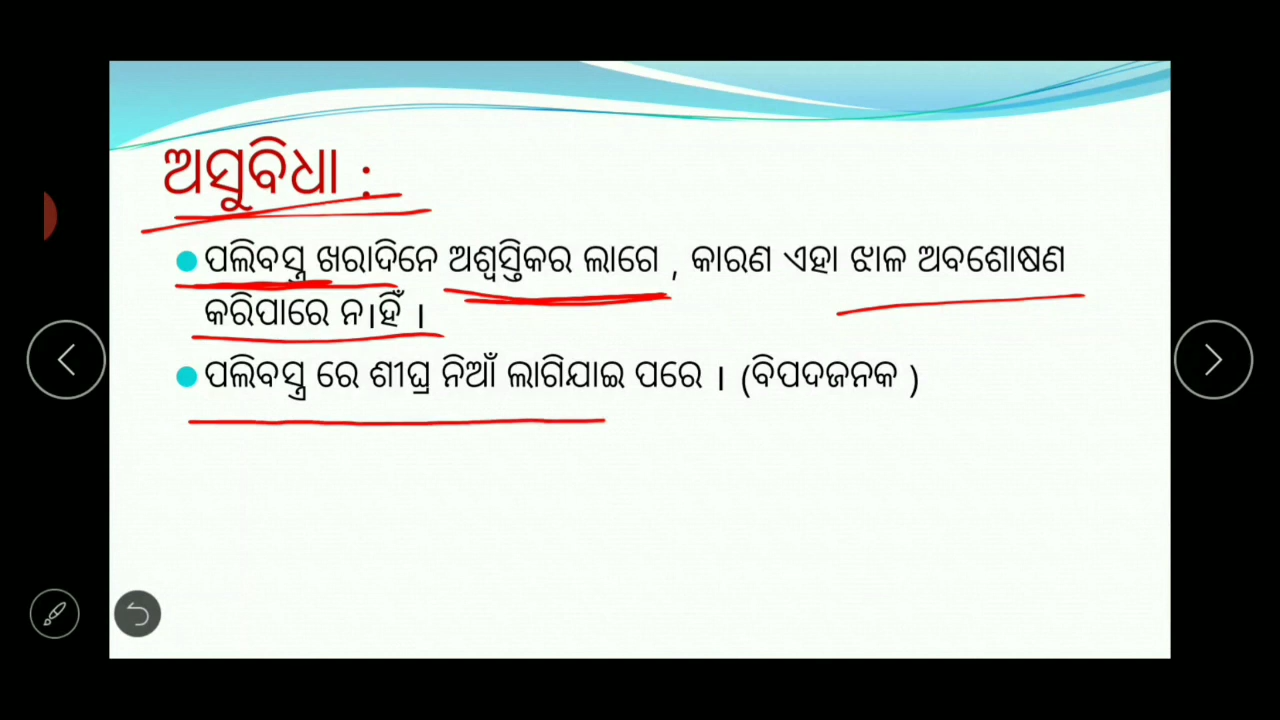 ଅସୁବିଧା :
ପଲିବସ୍ତ୍ର ଖରାଦିନେ ଅଶ୍ୱସ୍ତିକର ଲାଗେ , କାରଣ ଏହା ଝାଳ ଅବଶୋଷଣ
କରିପାରେ ନ।ହିଁ ।
ପଲିବସ୍ତ୍ର ରେ ଶୀଘ୍ର ନିଆଁ ଲାଗିଯାଇ ପରେ । (ବିପଦଜନକ )